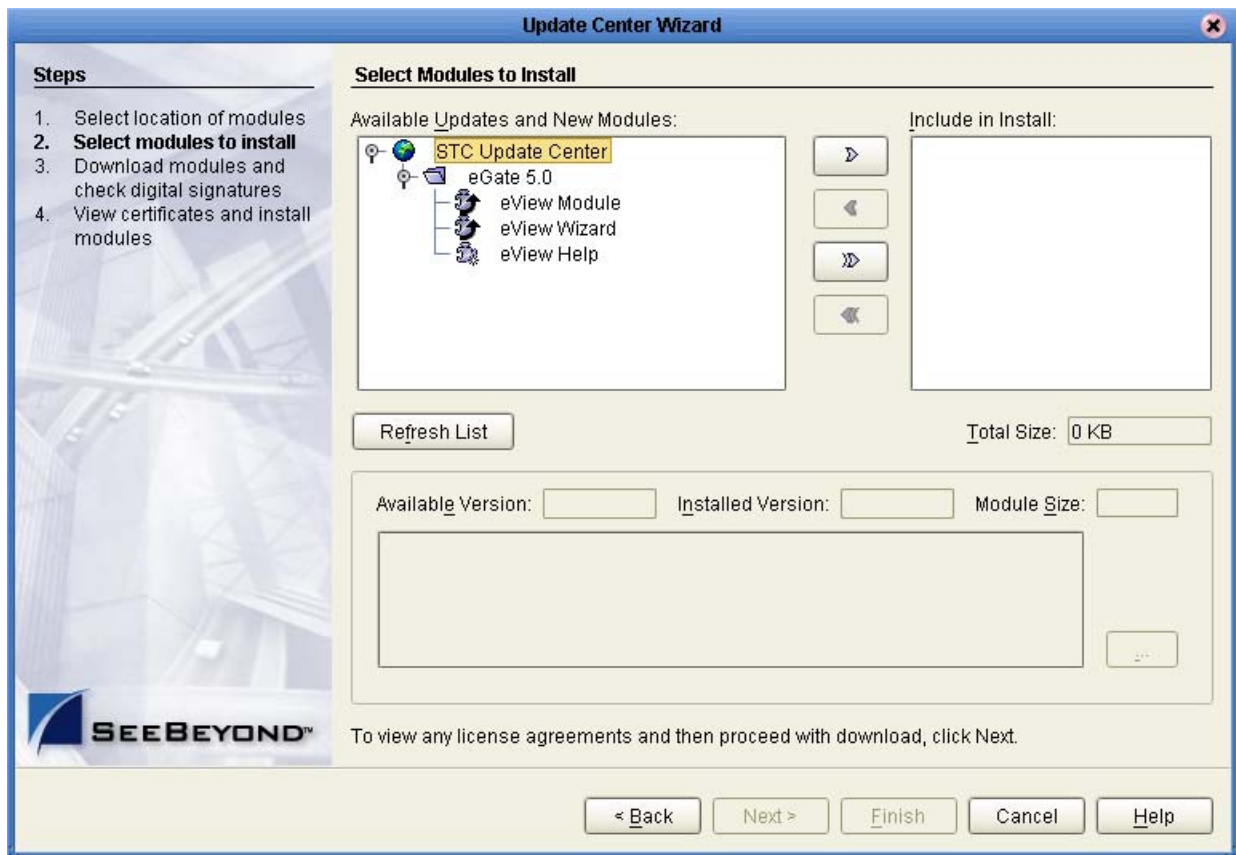 Update Center Wizard
Steps
1. Select location of modules
2. Select modules to install
3. Download modules and
check digital signatures
4. View certificates and install
modules
SEEBEYOND™
Select Modules to Install
Available Updates and New Modules:
STC Update Center
eGate 5.0
eView Module
eView Wizard
eView Help
Include in Install:
Refresh List
Total Size: 0 KB
Available Version:
Installed Version:
Module Size:
...
To view any license agreements and then proceed with download, click Next.
< Back
Next >
Finish
Cancel
Help